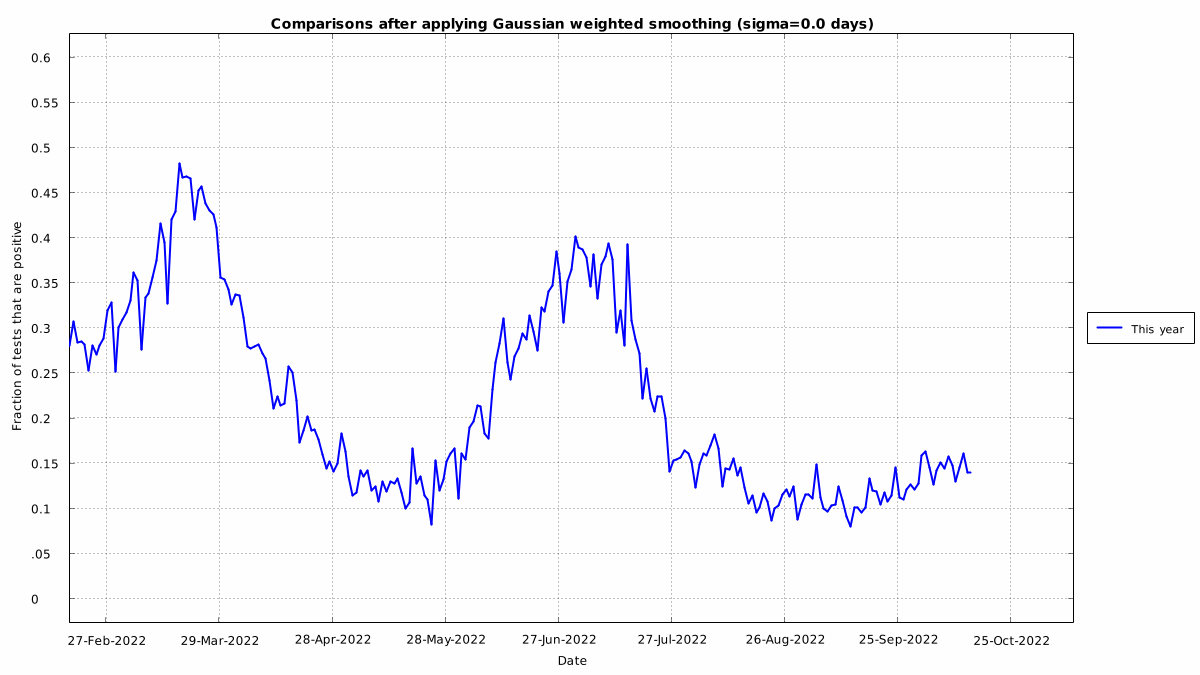 Comparisons after applying Gaussian weighted smoothing (sigma=0.0 days)
0.6
0.55
0.5
0.45
0.4
0.35
0.3
0.25
0.2
0.15
0.1
.05
0
Fraction of tests that are positive
27-Feb-2022 29-Mar-2022 28-Apr-2022 28-May-2022 27-Jun-2022 27-Jul-2022 26-Aug-2022 25-Sep-2022 25-Oct-2022
Date
This year